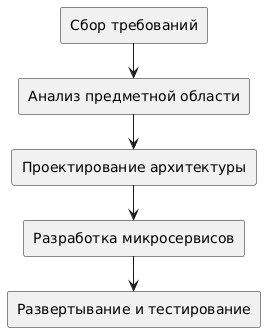 Сбор требований
Анализ предметной области
Проектирование архитектуры
Разработка микросервисов
Развертывание и тестирование